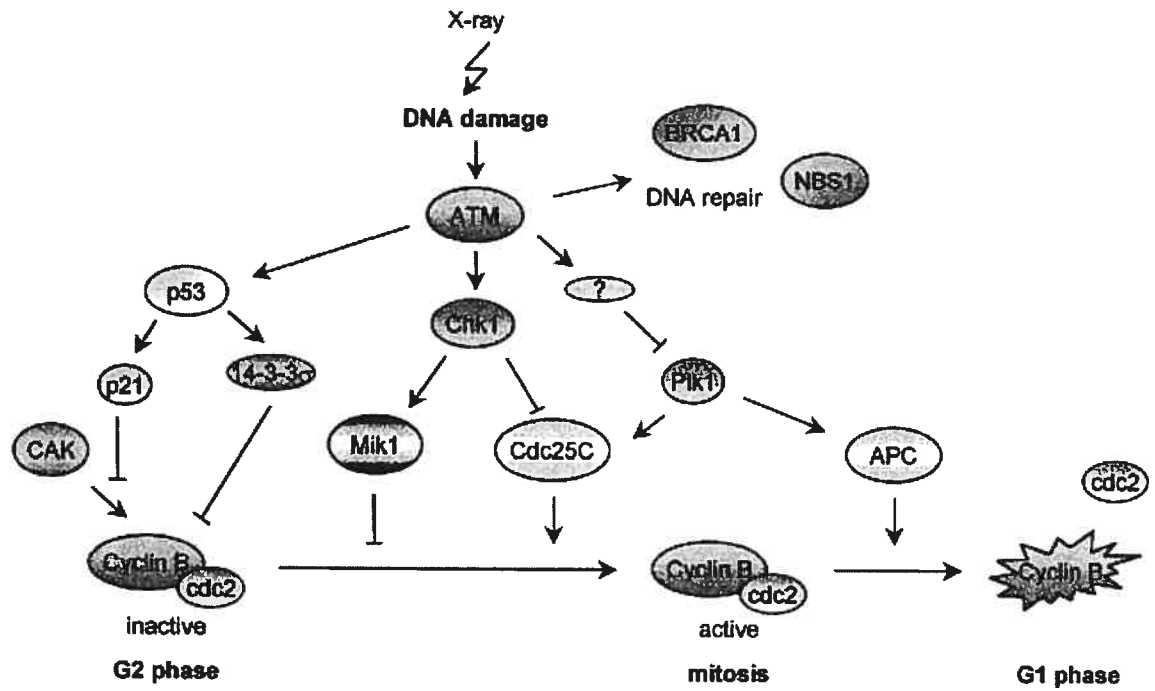 X-ray
DNA damage
BRCA1
NBS1
DNA repair
ATM
p53
?
Chk1
p21
14-3-3σ
Plk1
CAK
Mik1
Cdc25C
APC
cdc2
Cyclin B
cdc2
Cyclin B
cdc2
Cyclin B
inactive
active
G2 phase
mitosis
G1 phase